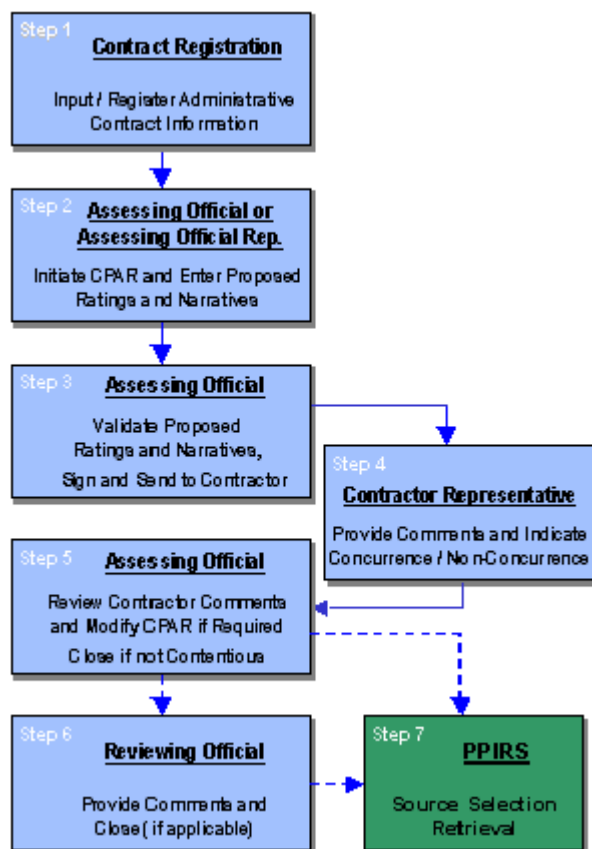 Step 1
Contract Registration
Input / Register Administrative
Contract Information
Step 2
Assessing Official or
Assessing Official Rep.
Initiate CPAR and Enter Proposed
Ratings and Narratives
Step 3
Assessing Official
Validate Proposed
Ratings and Narratives,
Sign and Send to Contractor
Step 4
Contractor Representative
Provide Comments and Indicate
Concurrence / Non-Concurrence
Step 5
Assessing Official
Review Contractor Comments
and Modify CPAR if Required
Close if not Contentious
Step 6
Reviewing Official
Provide Comments and
Close( if applicable)
Step 7
PPIRS
Source Selection
Retrieval